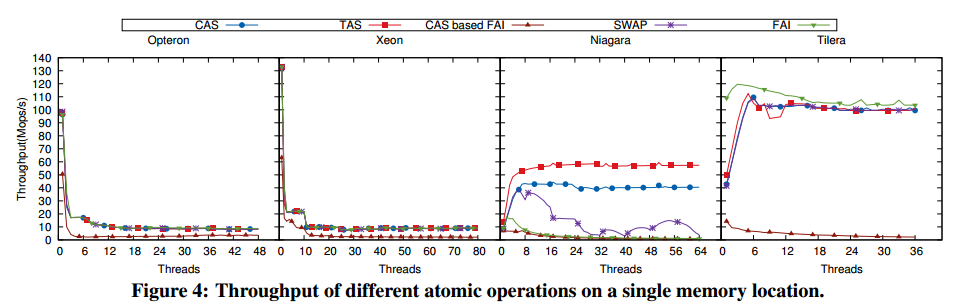 CAS TAS CAS based FAI SWAP FAI
Opteron Xeon Niagara Tilera
Throughput(Mops/s)
140
130
120
110
100
90
80
70
60
50
40
30
20
10
0
0 6 12 18 24 30 36 42 48 0 10 20 30 40 50 60 70 80 0 8 16 24 32 40 48 56 64 0 6 12 18 24 30 36
Threads Threads Threads Threads
Figure 4: Throughput of different atomic operations on a single memory location.